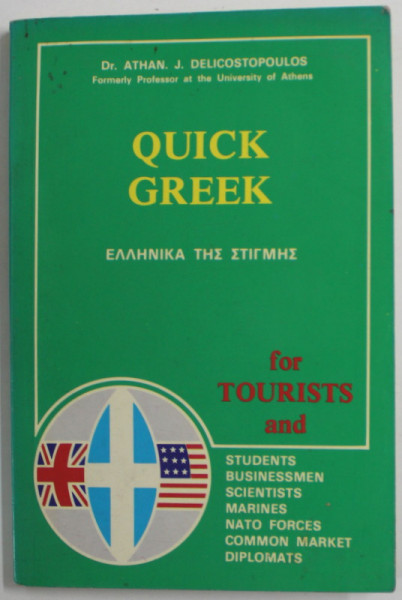 Dr. ATHAN. J. DELICOSTOPOULOS
Formerly Professor at the University of Athens
QUICK
GREEK
ΕΛΛΗΝΙΚΑ ΤΗΣ ΣΤΙΓΜΗΣ
for
TOURISTS
and
STUDENTS
BUSINESSMEN
SCIENTISTS
MARINES
NATO FORCES
COMMON MARKET
DIPLOMATS